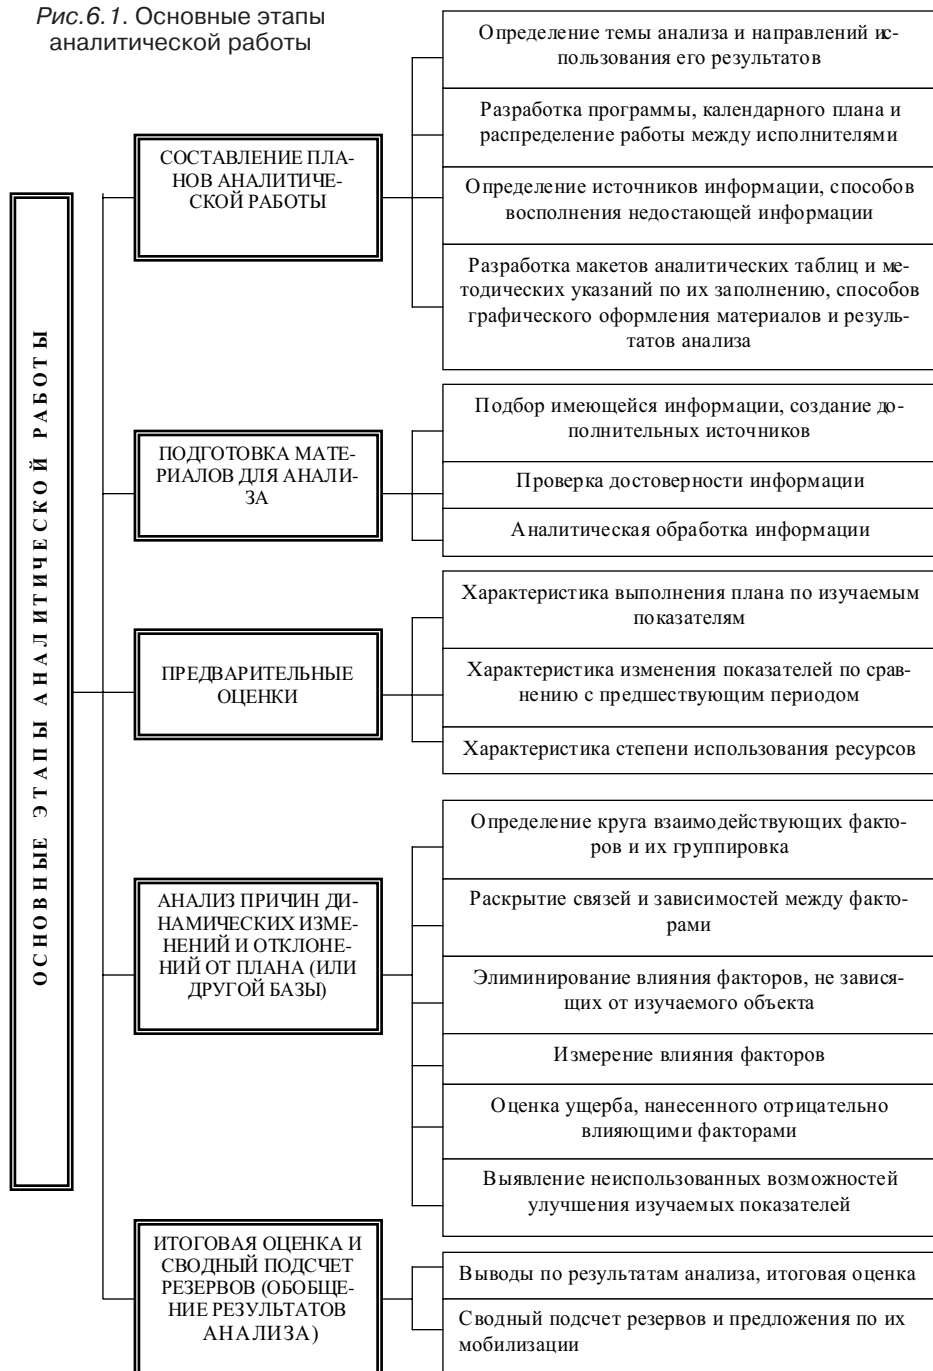 Рис.6.1. Основные этапы
аналитической работы
ОСНОВНЫЕ ЭТАПЫ АНАЛИТИЧЕСКОЙ РАБОТЫ
СОСТАВЛЕНИЕ ПЛА-
НОВ АНАЛИТИЧЕ-
СКОЙ РАБОТЫ
Определение темы анализа и направлений ис-
пользования его результатов
Разработка программы, календарного плана и
распределение работы между исполнителями
Определение источников информации, способов
восполнения недостающей информации
Разработка макетов аналитических таблиц и ме-
тодических указаний по их заполнению, способов
графического оформления материалов и резуль-
татов анализа
ПОДГОТОВКА МАТЕ-
РИАЛОВ ДЛЯ АНАЛИ-
ЗА
Подбор имеющейся информации, создание до-
полнительных источников
Проверка достоверности информации
Аналитическая обработка информации
ПРЕДВАРИТЕЛЬНЫЕ
ОЦЕНКИ
Характеристика выполнения плана по изучаемым
показателям
Характеристика изменения показателей по срав-
нению с предшествующим периодом
Характеристика степени использования ресурсов
АНАЛИЗ ПРИЧИН ДИ-
НАМИЧЕСКИХ ИЗМЕ-
НЕНИЙ И ОТКЛОНЕ-
НИЙ ОТ ПЛАНА (ИЛИ
ДРУГОЙ БАЗЫ)
Определение круга взаимодействующих факто-
ров и их группировка
Раскрытие связей и зависимостей между факто-
рами
Элиминирование влияния факторов, не завися-
щих от изучаемого объекта
Измерение влияния факторов
Оценка ущерба, нанесенного отрицательно
влияющими факторами
Выявление неиспользованных возможностей
улучшения изучаемых показателей
ИТОГОВАЯ ОЦЕНКА И
СВОДНЫЙ ПОДСЧЕТ
РЕЗЕРВОВ (ОБОБЩЕ-
НИЕ РЕЗУЛЬТАТОВ
АНАЛИЗА)
Выводы по результатам анализа, итоговая оценка
Сводный подсчет резервов и предложения по их
мобилизации